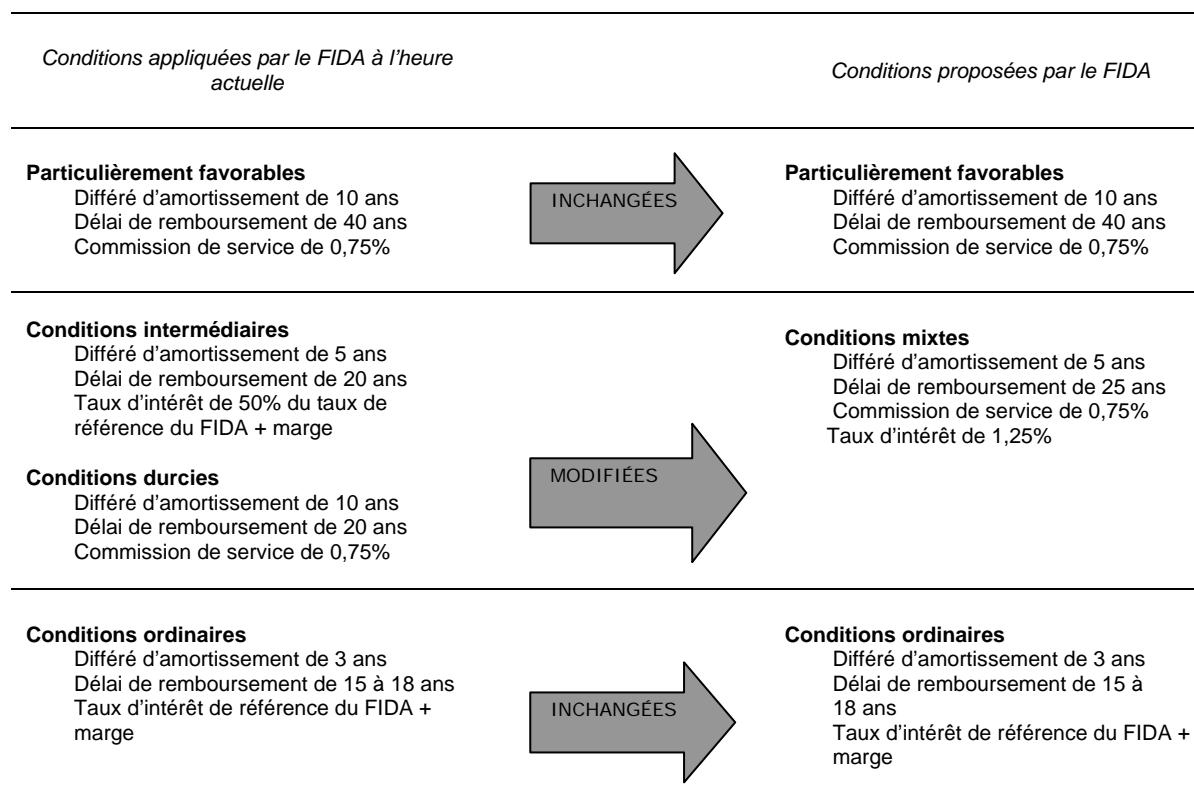 Conditions appliquées par le FIDA à l’heure
actuelle
Conditions proposées par le FIDA
Particulièrement favorables
Différé d’amortissement de 10 ans
Délai de remboursement de 40 ans
Commission de service de 0,75%
INCHANGÉES
Particulièrement favorables
Différé d’amortissement de 10 ans
Délai de remboursement de 40 ans
Commission de service de 0,75%
Conditions intermédiaires
Différé d’amortissement de 5 ans
Délai de remboursement de 20 ans
Taux d’intérêt de 50% du taux de
référence du FIDA + marge
Conditions durcies
Différé d’amortissement de 10 ans
Délai de remboursement de 20 ans
Commission de service de 0,75%
MODIFIÉES
Conditions mixtes
Différé d’amortissement de 5 ans
Délai de remboursement de 25 ans
Commission de service de 0,75%
Taux d’intérêt de 1,25%
Conditions ordinaires
Différé d’amortissement de 3 ans
Délai de remboursement de 15 à 18 ans
Taux d’intérêt de référence du FIDA +
marge
INCHANGÉES
Conditions ordinaires
Différé d’amortissement de 3 ans
Délai de remboursement de 15 à
18 ans
Taux d’intérêt de référence du FIDA +
marge